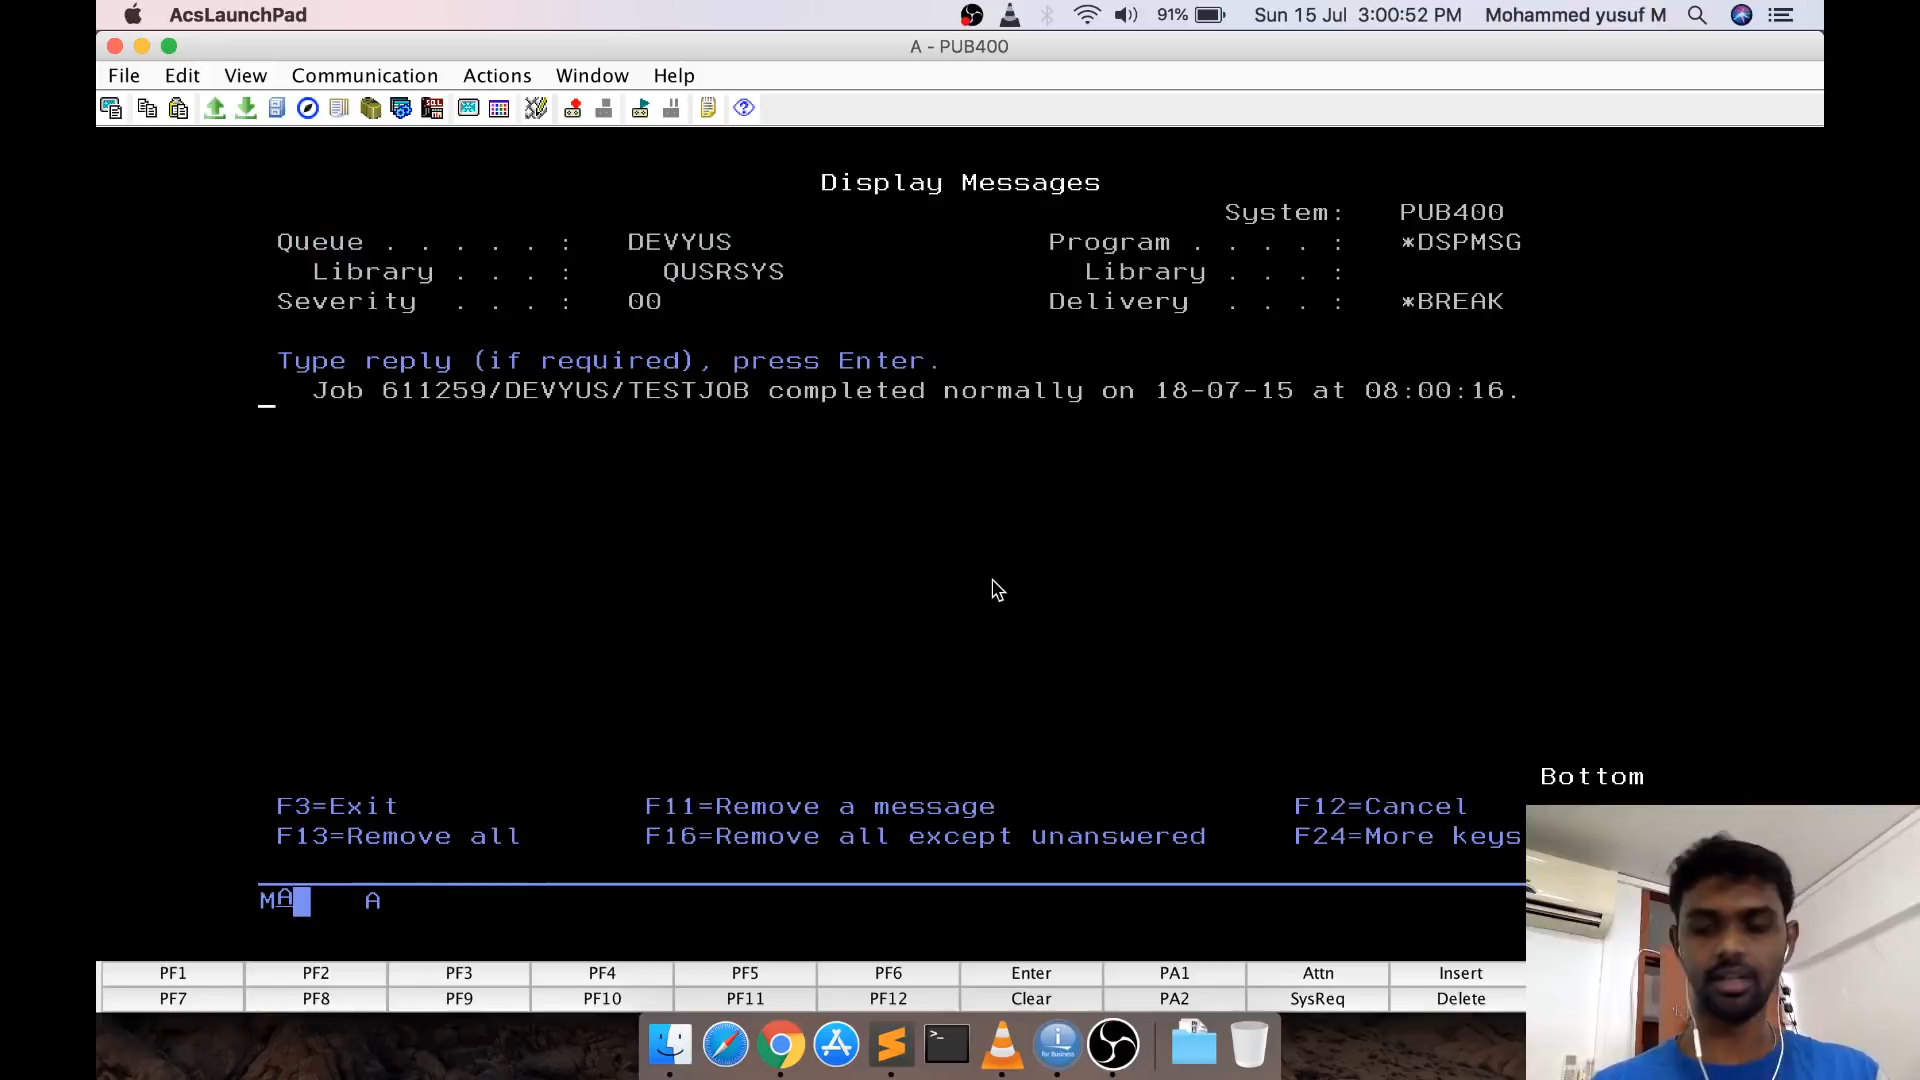 AcsLaunchPad 91% Sun 15 Jul 3:00:52 PM Mohammed yusuf M
A - PUB400
File Edit View Communication Actions Window Help
Display Messages
System: PUB400
Queue . . . . . : DEVYUS Program . . . . : *DSPMSG
Library . . . : QUSRSYS Library . . . :
Severity . . . : 00 Delivery . . . : *BREAK
Type reply (if required), press Enter.
Job 611259/DEVYUS/TESTJOB completed normally on 18-07-15 at 08:00:16.
Bottom
F3=Exit F11=Remove a message F12=Cancel
F13=Remove all F16=Remove all except unanswered F24=More keys
MA A
PF1 PF2 PF3 PF4 PF5 PF6 Enter PA1 Attn Insert
PF7 PF8 PF9 PF10 PF11 PF12 Clear PA2 SysReq Delete
i for Business